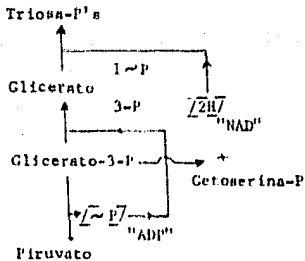 Triosa-P's
1 ~ P
Glicerato
3-P
/2H/
"NAD"
Glicerato-3-P
+
Cetoserina-P
/~ P/
"ADP"
Piruvato